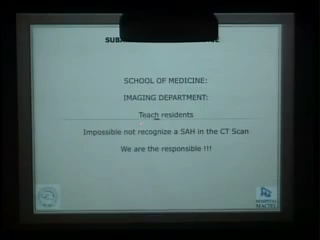 SCHOOL OF MEDICINE:
IMAGING DEPARTMENT:
Teach residents
Impossible not recognize a SAH in the CT Scan
We are the responsible !!!
HOSPITAL